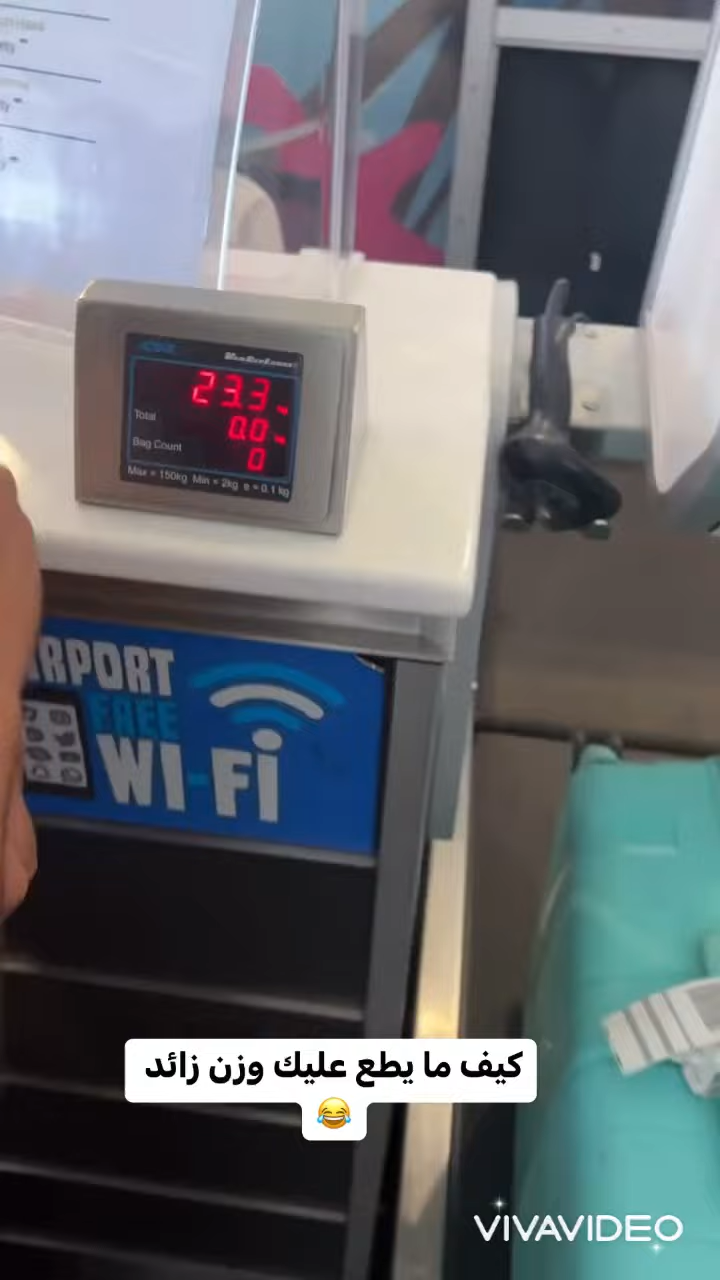 23.3
Total 0.0
Bag Count 0
Max = 150kg Min = 2kg e = 0.1 kg
RPORT
FREE
WI-Fi
كيف ما يطع عليك وزن زائد
😂
VIVAVIDEO